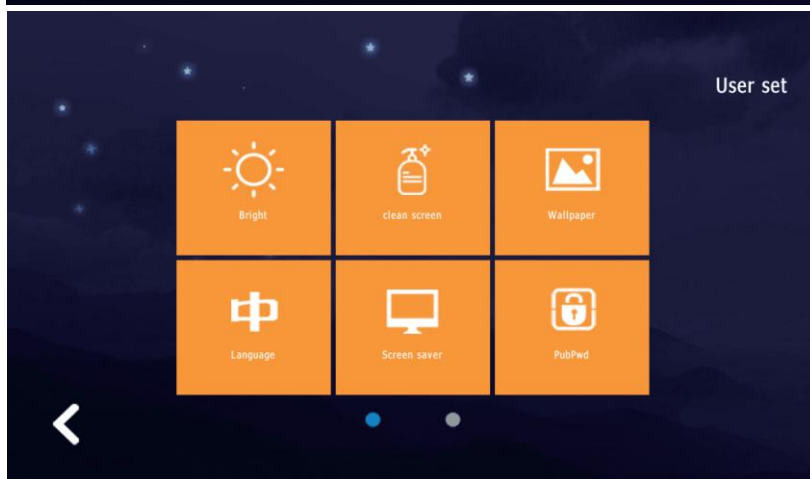 User set
Bright
clean screen
Wallpaper
中
Language
Screen saver
PubPwd